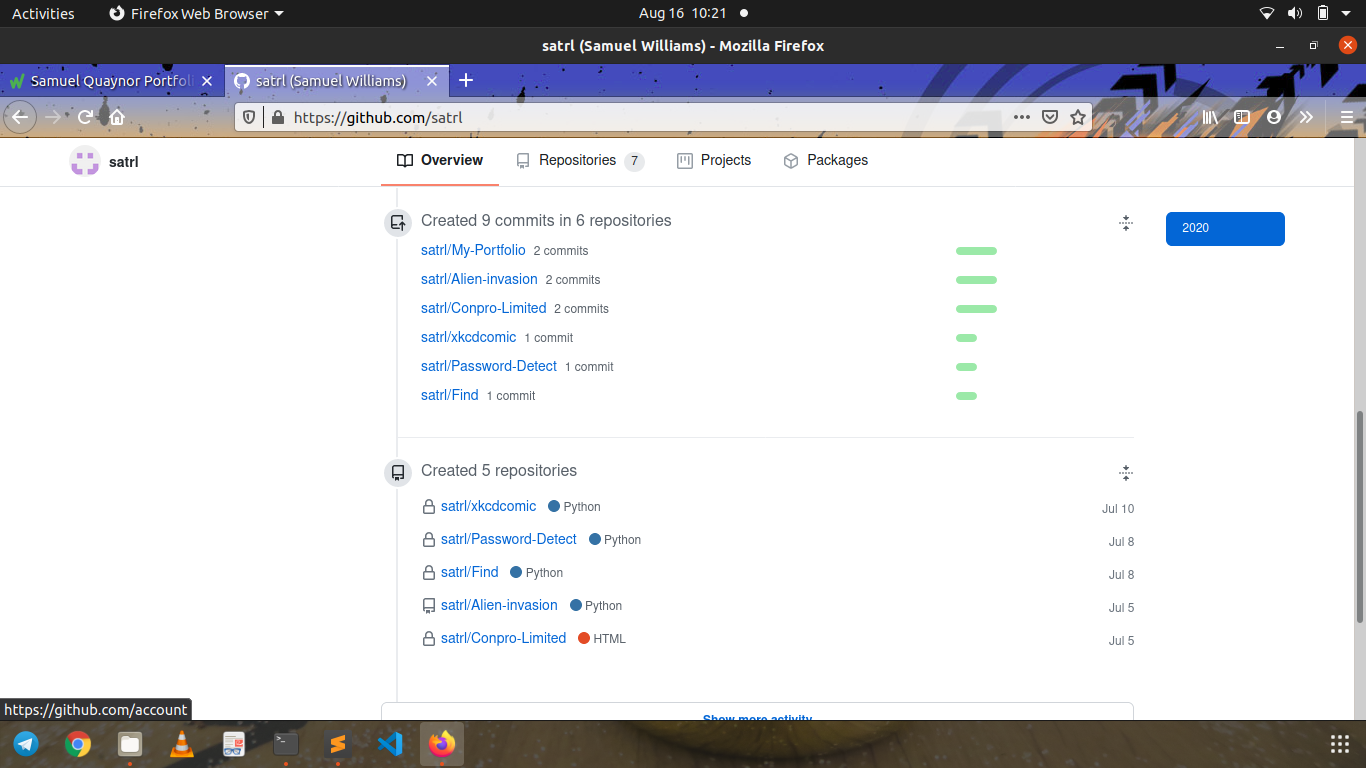 Activities Firefox Web Browser Aug 16 10:21
satrl (Samuel Williams) - Mozilla Firefox
Samuel Quaynor Portfoli satrl (Samuel Williams)
https://github.com/satrl
satrl Overview Repositories 7 Projects Packages
Created 9 commits in 6 repositories
2020
satrl/My-Portfolio 2 commits
satrl/Alien-invasion 2 commits
satrl/Conpro-Limited 2 commits
satrl/xkcdcomic 1 commit
satrl/Password-Detect 1 commit
satrl/Find 1 commit
Created 5 repositories
satrl/xkcdcomic Python Jul 10
satrl/Password-Detect Python Jul 8
satrl/Find Python Jul 8
satrl/Alien-invasion Python Jul 5
satrl/Conpro-Limited HTML Jul 5
https://github.com/account
Show more activity